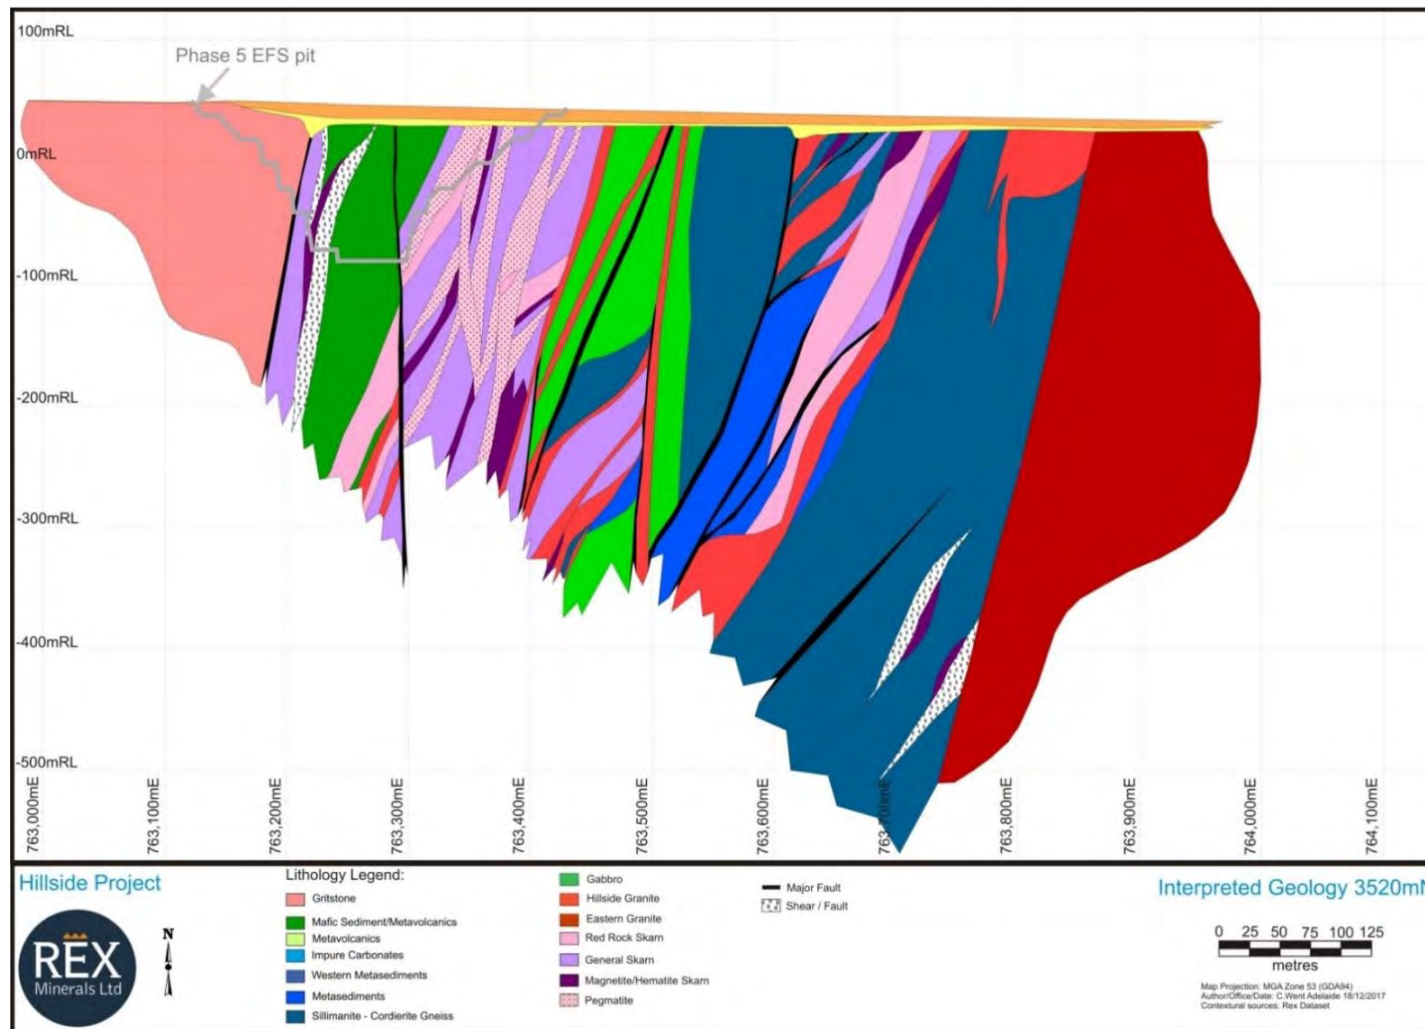 100mRL
Phase 5 EFS pit
0mRL
-100mRL
-200mRL
-300mRL
-400mRL
-500mRL
763,000mE
763,100mE
763,200mE
763,300mE
763,400mE
763,500mE
763,600mE
763,700mE
763,800mE
763,900mE
764,000mE
764,100mE
Hillside Project
REX
Minerals Ltd
N
Lithology Legend:
Gritstone
Mafic Sediment/Metavolcanics
Metavolcanics
Impure Carbonates
Western Metasediments
Metasediments
Sillimanite - Cordierite Gneiss
Gabbro
Hillside Granite
Eastern Granite
Red Rock Skarn
General Skarn
Magnetite/Hematite Skarn
Pegmatite
Major Fault
Shear / Fault
Interpreted Geology 3520mN
0 25 50 75 100 125
metres
Map Projection: MGA Zone 53 (GDA94)
Author/Office/Date: C.Went Adelaide 18/12/2017
Contextural sources: Rex Dataset